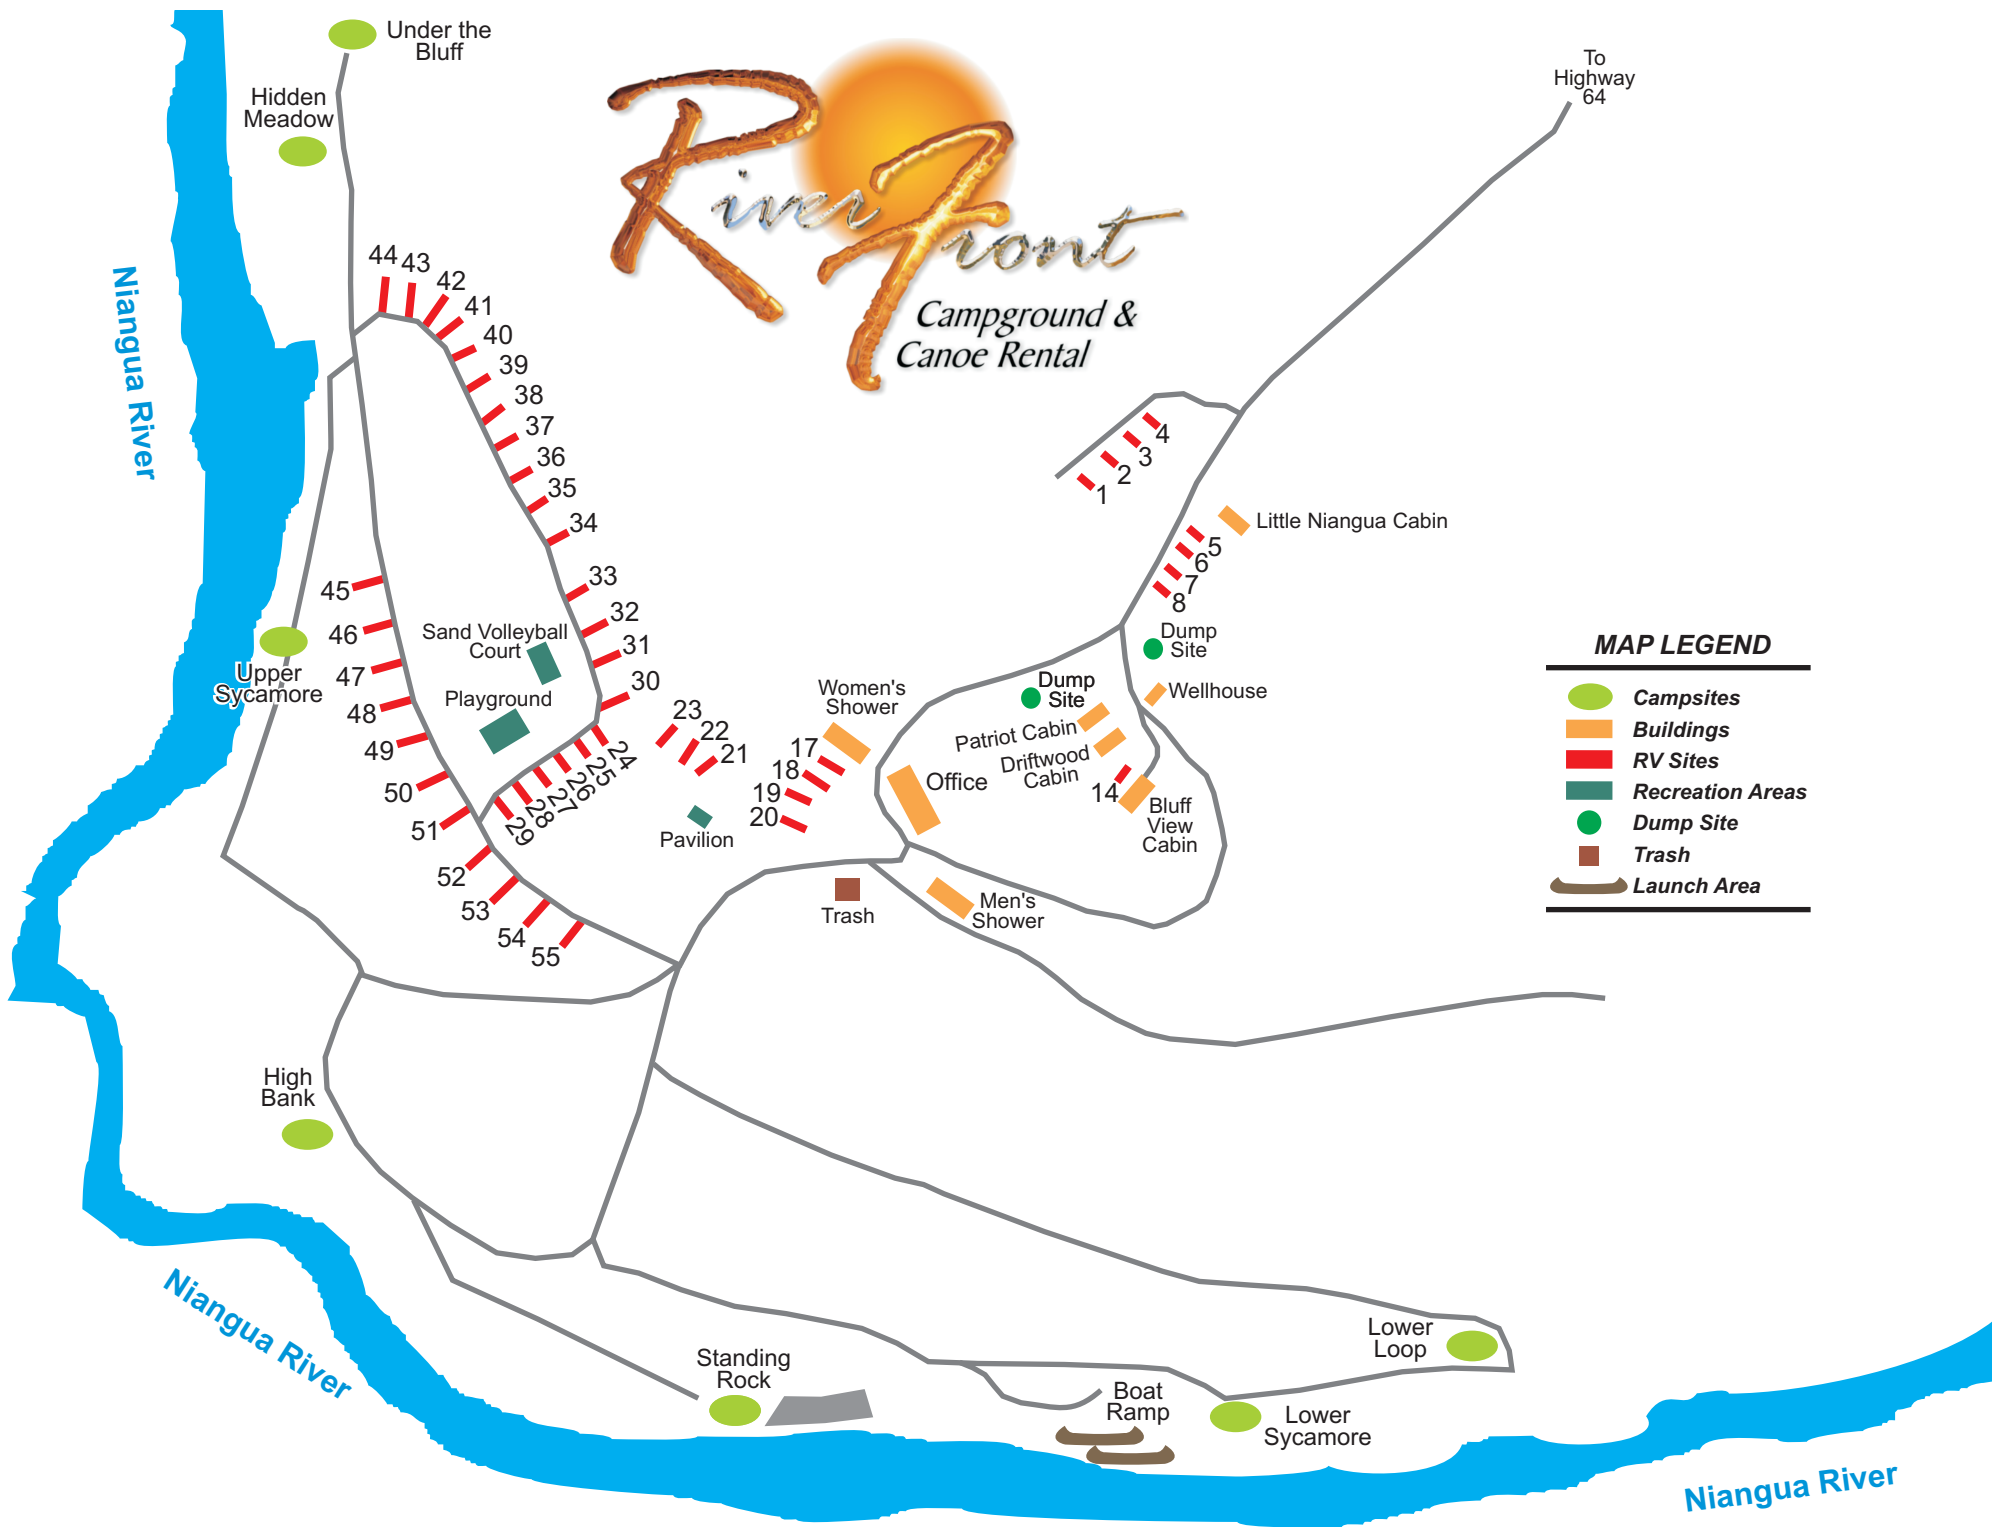 Under the
Bluff
Hidden
Meadow
River Front
Campground &
Canoe Rental
To
Highway
64
Niangua River
44
43
42
41
40
39
38
37
36
35
34
33
32
31
30
4
3
2
1
Little Niangua Cabin
5
6
7
8
45
46
47
48
49
50
51
52
53
54
55
Upper
Sycamore
Sand Volleyball
Court
Playground
24
25
26
27
28
29
23
22
21
Pavilion
Women's
Shower
17
18
19
20
Office
Dump
Site
Wellhouse
Dump
Site
Patriot Cabin
Driftwood
Cabin
14
Bluff
View
Cabin
Trash
Men's
Shower
MAP LEGEND
Campsites
Buildings
RV Sites
Recreation Areas
Dump Site
Trash
Launch Area
High
Bank
Niangua River
Standing
Rock
Boat
Ramp
Lower
Sycamore
Lower
Loop
Niangua River